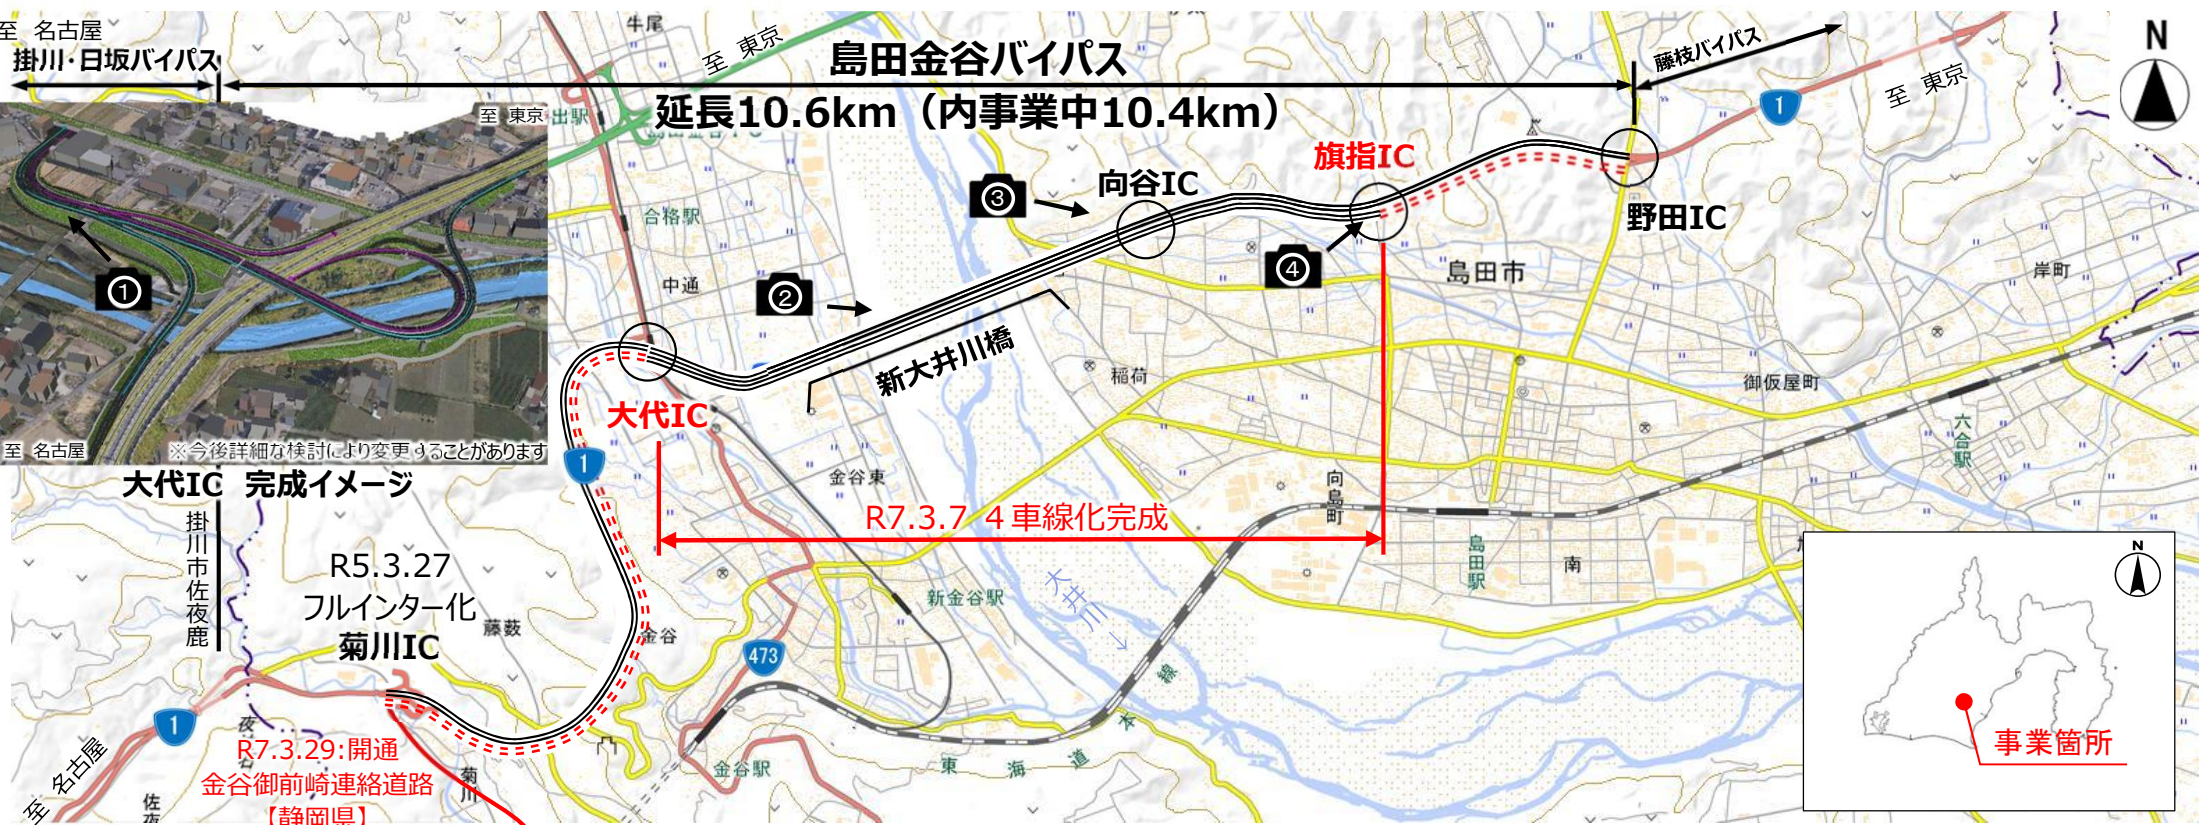 至 名古屋
掛川・日坂バイパス
島田金谷バイパス
延長10.6km（内事業中10.4km）
藤枝バイパス
至 東京
至 東京
1
N
牛尾
至 東京
①
至 名古屋
※今後詳細な検討により変更することがあります
大代IC 完成イメージ
合格駅
中通
②
③
向谷IC
旗指IC
④
野田IC
島田市
岸町
新大井川橋
稲荷
御仮屋町
六合駅
大代IC
1
金谷東
向島町
R7.3.7 ４車線化完成
島田駅
南
掛川市佐夜鹿
R5.3.27
フルインター化
菊川IC
藤薮
金谷
新金谷駅
大井川
473
1
至 名古屋
R7.3.29:開通
金谷御前崎連絡道路
【静岡県】
菊川
金谷駅
東海道本線
N
事業箇所